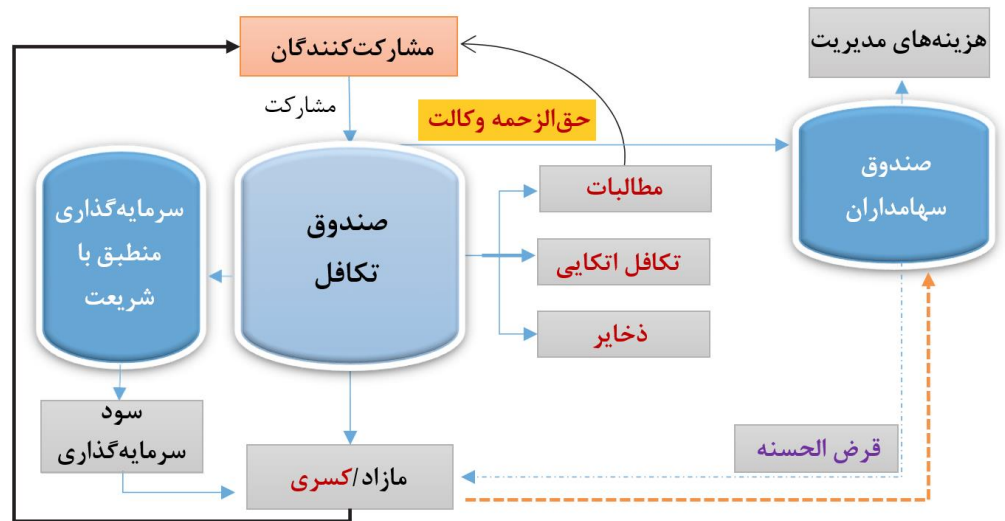 مشارکت‌کنندگان
هزینه‌های مدیریت
مشارکت
حق‌الزحمه وکالت
صندوق
سهامداران
مطالبات
سرمایه‌گذاری
منطبق با
شریعت
صندوق
تکافل
تکافل اتکایی
ذخایر
سود
سرمایه‌گذاری
قرض الحسنه
مازاد/کسری